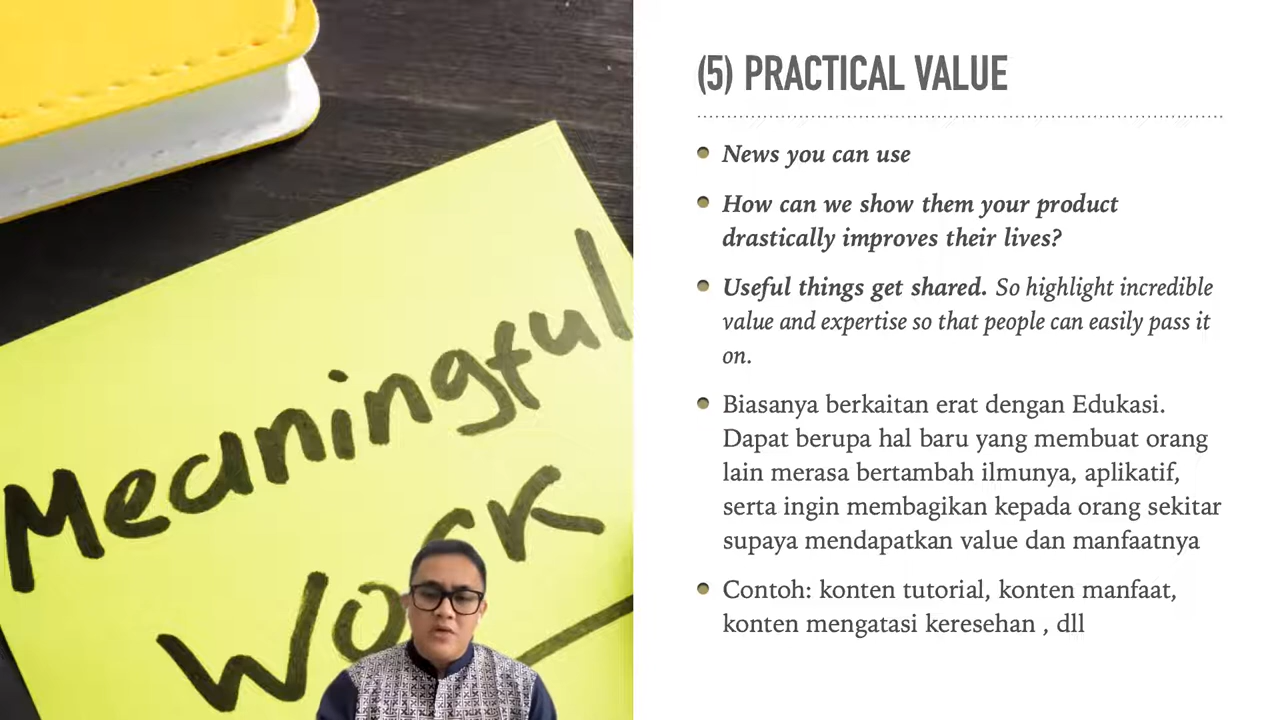 Meaningful
Work
(5) PRACTICAL VALUE
News you can use
How can we show them your product
drastically improves their lives?
Useful things get shared. So highlight incredible
value and expertise so that people can easily pass it
on.
Biasanya berkaitan erat dengan Edukasi.
Dapat berupa hal baru yang membuat orang
lain merasa bertambah ilmunya, aplikatif,
serta ingin membagikan kepada orang sekitar
supaya mendapatkan value dan manfaatnya
Contoh: konten tutorial, konten manfaat,
konten mengatasi keresehan , dll